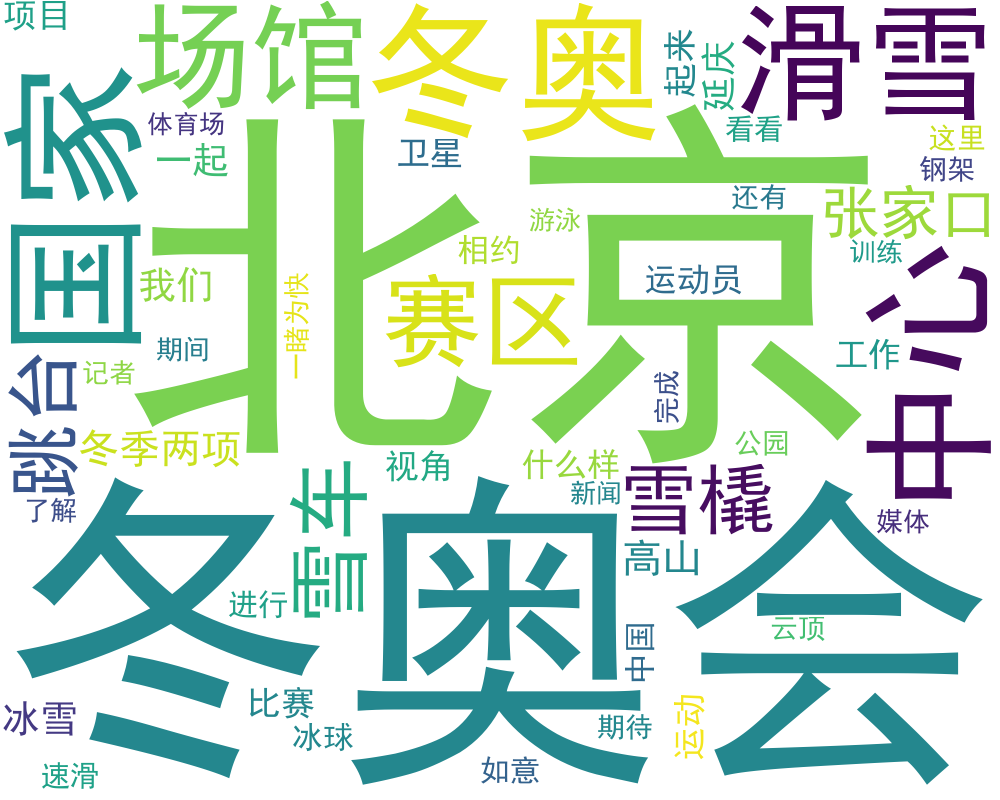 项目
场馆
冬奥
起来
延庆
滑雪
国家
体育场
一起
卫星
看看
这里
钢架
北京
还有
张家口
游泳
相约
训练
我们
一睹为快
赛区
运动员
中心
期间
记者
跳台
完成
工作
冬季两项
视角
什么样
公园
了解
雪车
新闻
雪橇
媒体
高山
冬奥会
进行
云顶
中国
冰雪
比赛
冰球
期待
运动
速滑
如意